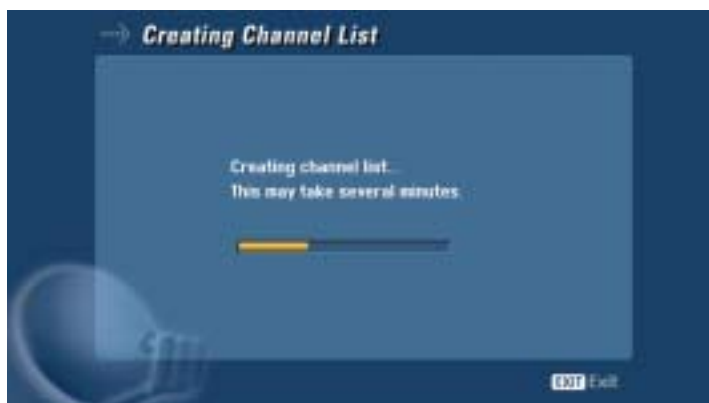 Creating Channel List
Creating channel list...
This may take several minutes.
EXIT Exit